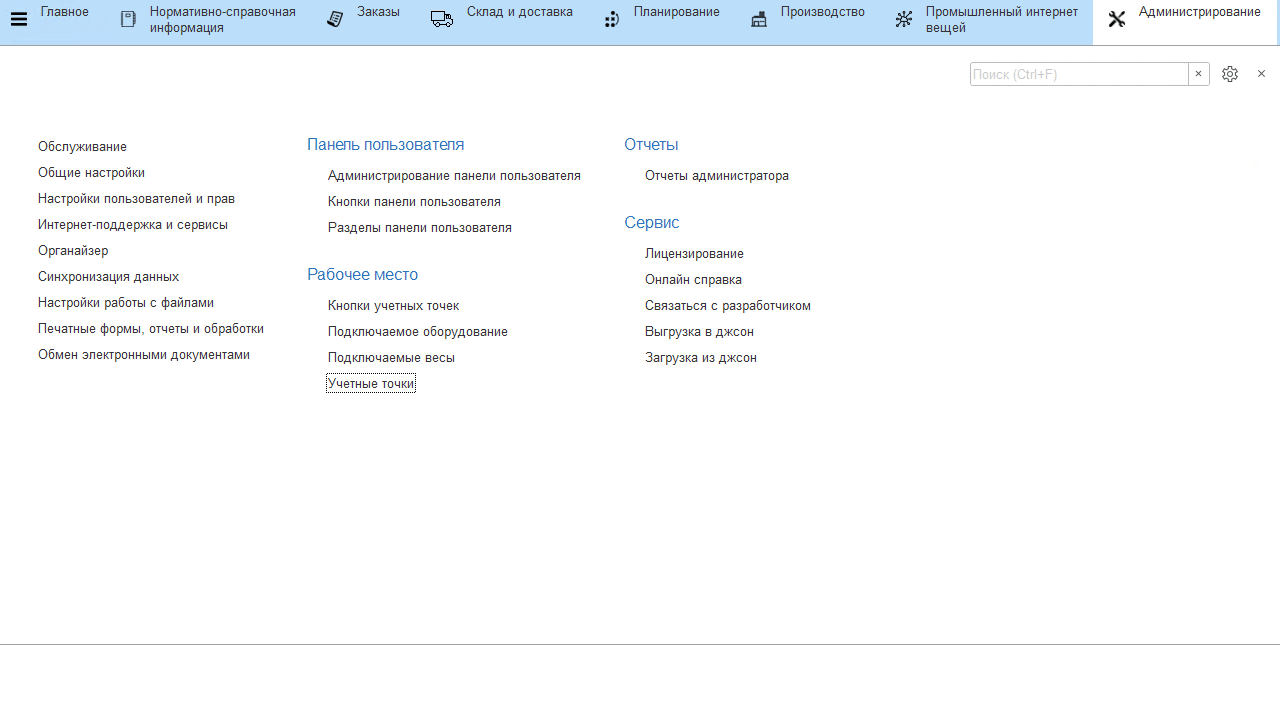 Главное
Нормативно-справочная
информация
Заказы
Склад и доставка
Планирование
Производство
Промышленный интернет
вещей
Администрирование
Поиск (Ctrl+F)
Обслуживание
Общие настройки
Настройки пользователей и прав
Интернет-поддержка и сервисы
Органайзер
Синхронизация данных
Настройки работы с файлами
Печатные формы, отчеты и обработки
Обмен электронными документами
Панель пользователя
Администрирование панели пользователя
Кнопки панели пользователя
Разделы панели пользователя
Рабочее место
Кнопки учетных точек
Подключаемое оборудование
Подключаемые весы
Учетные точки
Отчеты
Отчеты администратора
Сервис
Лицензирование
Онлайн справка
Связаться с разработчиком
Выгрузка в джсон
Загрузка из джсон